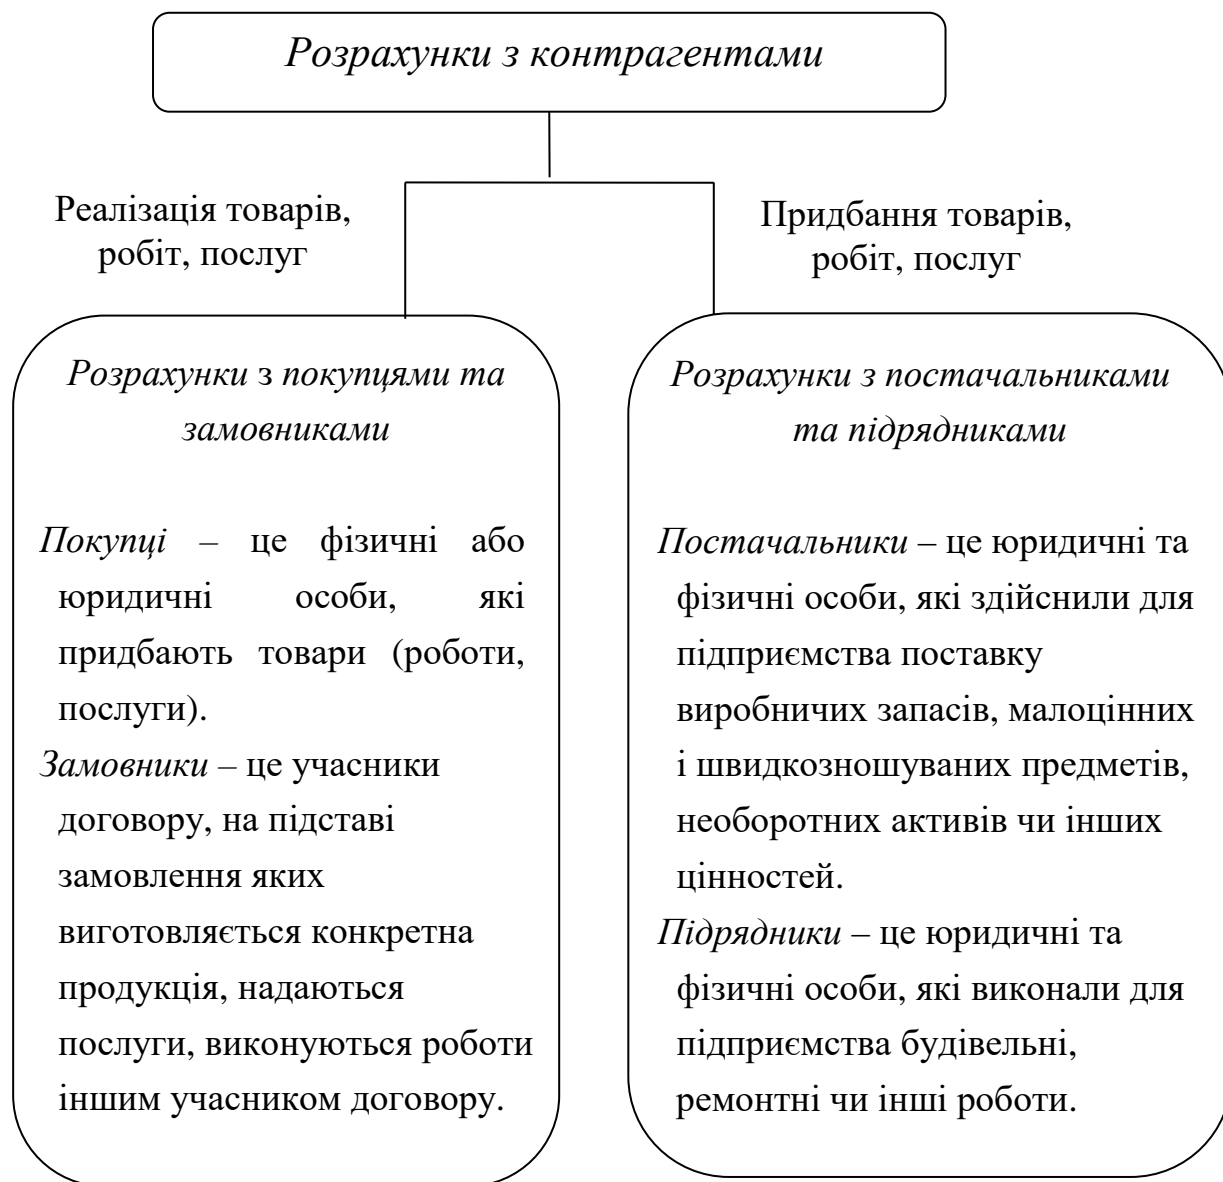 Розрахунки з контрагентами
Реалізація товарів,
робіт, послуг
Придбання товарів,
робіт, послуг
Розрахунки з покупцями та
замовниками
Покупці – це фізичні або
юридичні особи, які
придбають товари (роботи,
послуги).
Замовники – це учасники
договору, на підставі
замовлення яких
виготовляється конкретна
продукція, надаються
послуги, виконуються роботи
іншим учасником договору.
Розрахунки з постачальниками
та підрядниками
Постачальники – це юридичні та
фізичні особи, які здійснили для
підприємства поставку
виробничих запасів, малоцінних
і швидкозношуваних предметів,
необоротних активів чи інших
цінностей.
Підрядники – це юридичні та
фізичні особи, які виконали для
підприємства будівельні,
ремонтні чи інші роботи.